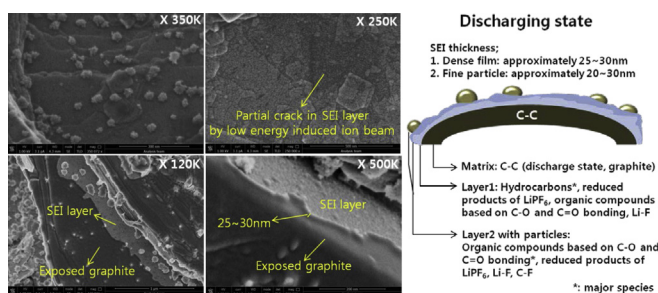 X 350K
X 250K
Partial crack in SEI layer
by low energy induced ion beam
X 120K
SEI layer
Exposed graphite
X 500K
SEI layer
25~30nm
Exposed graphite
Discharging state
SEI thickness;
1. Dense film: approximately 25~30nm
2. Fine particle: approximately 20~30nm
C-C
Matrix: C-C (discharge state, graphite)
Layer1: Hydrocarbons*, reduced
products of LiPF₆, organic compounds
based on C-O and C=O bonding, Li-F
Layer2 with particles:
Organic compounds based on C-O and
C=O bonding*, reduced products of
LiPF₆, Li-F, C-F
*: major species